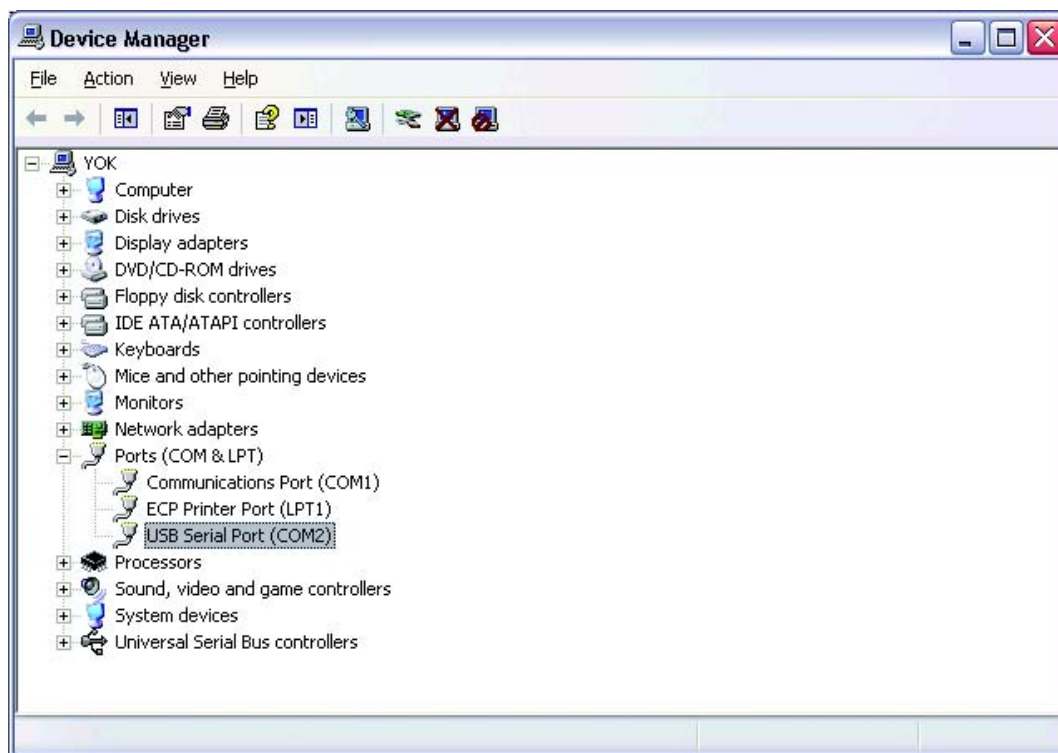 Device Manager
File Action View Help
YOK
Computer
Disk drives
Display adapters
DVD/CD-ROM drives
Floppy disk controllers
IDE ATA/ATAPI controllers
Keyboards
Mice and other pointing devices
Monitors
Network adapters
Ports (COM & LPT)
Communications Port (COM1)
ECP Printer Port (LPT1)
USB Serial Port (COM2)
Processors
Sound, video and game controllers
System devices
Universal Serial Bus controllers